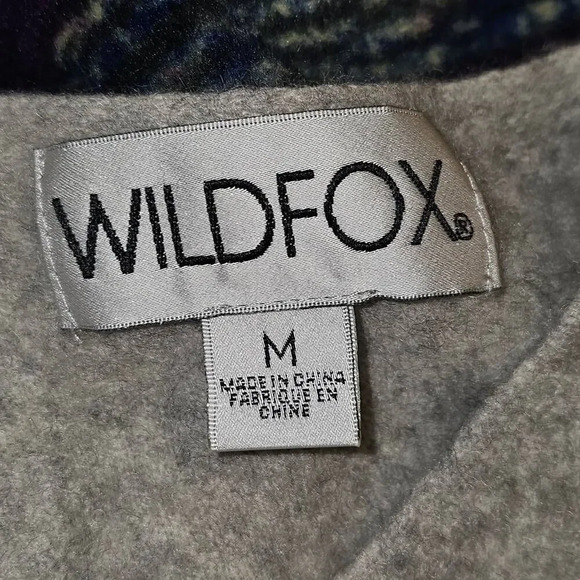 WILDFOX®
M
MADE IN CHINA
FABRIQUE EN
CHINE